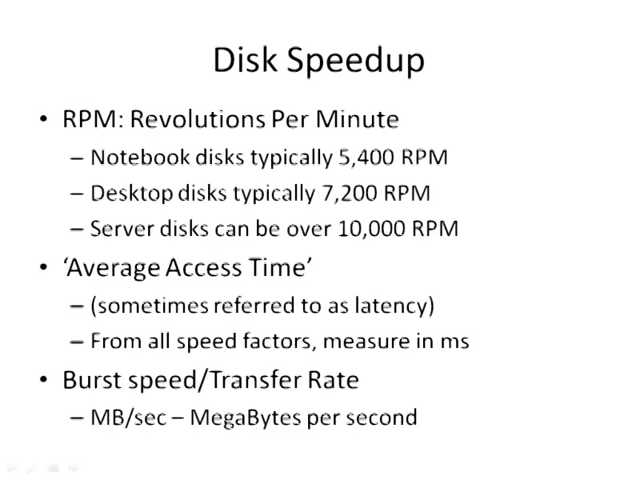 Disk Speedup
• RPM: Revolutions Per Minute
– Notebook disks typically 5,400 RPM
– Desktop disks typically 7,200 RPM
– Server disks can be over 10,000 RPM
• ‘Average Access Time’
– (sometimes referred to as latency)
– From all speed factors, measure in ms
• Burst speed/Transfer Rate
– MB/sec – MegaBytes per second